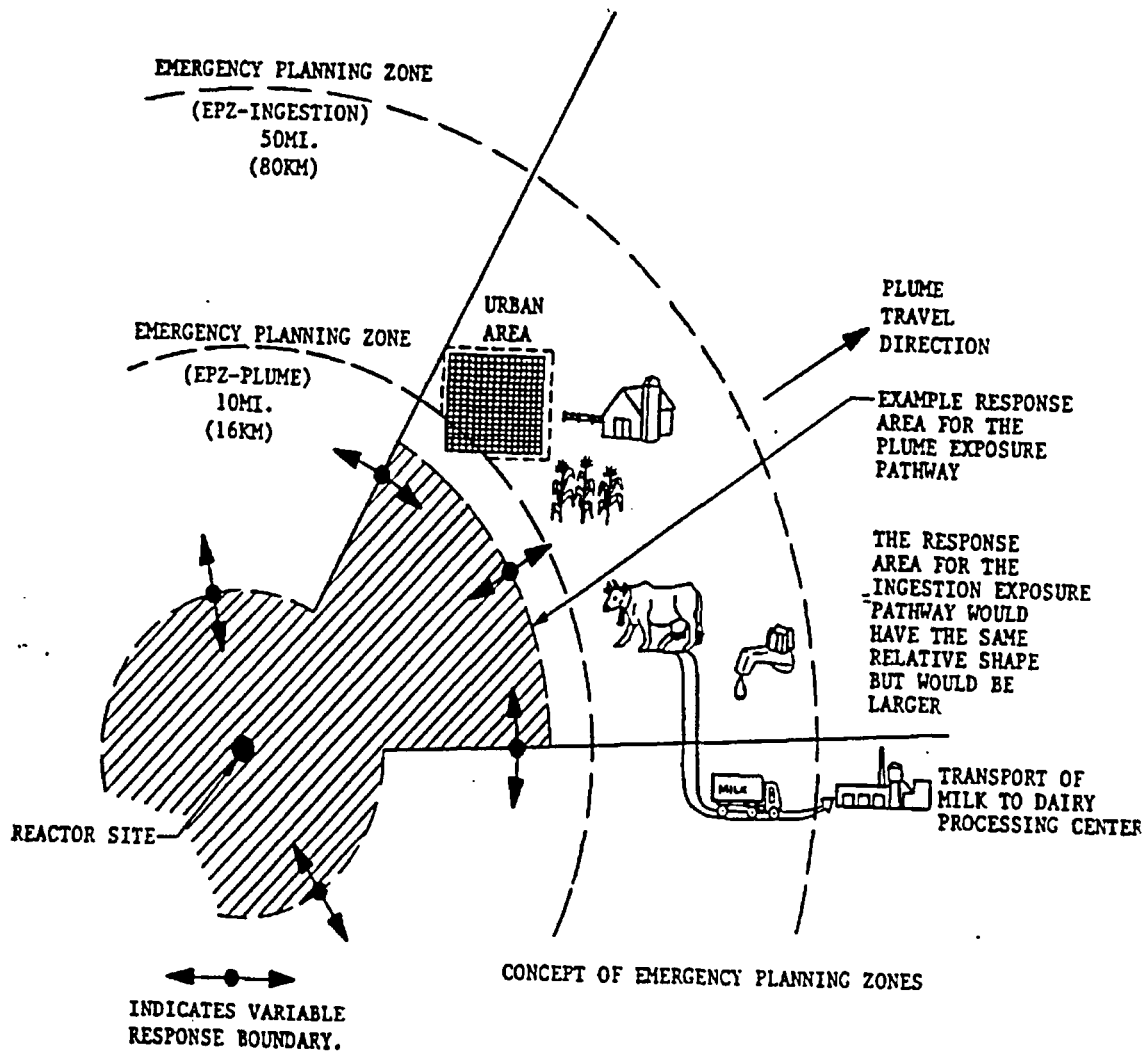 EMERGENCY PLANNING ZONE
(EPZ-INGESTION)
50MI.
(80KM)
EMERGENCY PLANNING ZONE
(EPZ-PLUME)
10MI.
(16KM)
URBAN
AREA
PLUME
TRAVEL
DIRECTION
EXAMPLE RESPONSE
AREA FOR THE
PLUME EXPOSURE
PATHWAY
THE RESPONSE
AREA FOR THE
INGESTION EXPOSURE
PATHWAY WOULD
HAVE THE SAME
RELATIVE SHAPE
BUT WOULD BE
LARGER
MILK
TRANSPORT OF
MILK TO DAIRY
PROCESSING CENTER
REACTOR SITE
INDICATES VARIABLE
RESPONSE BOUNDARY.
CONCEPT OF EMERGENCY PLANNING ZONES